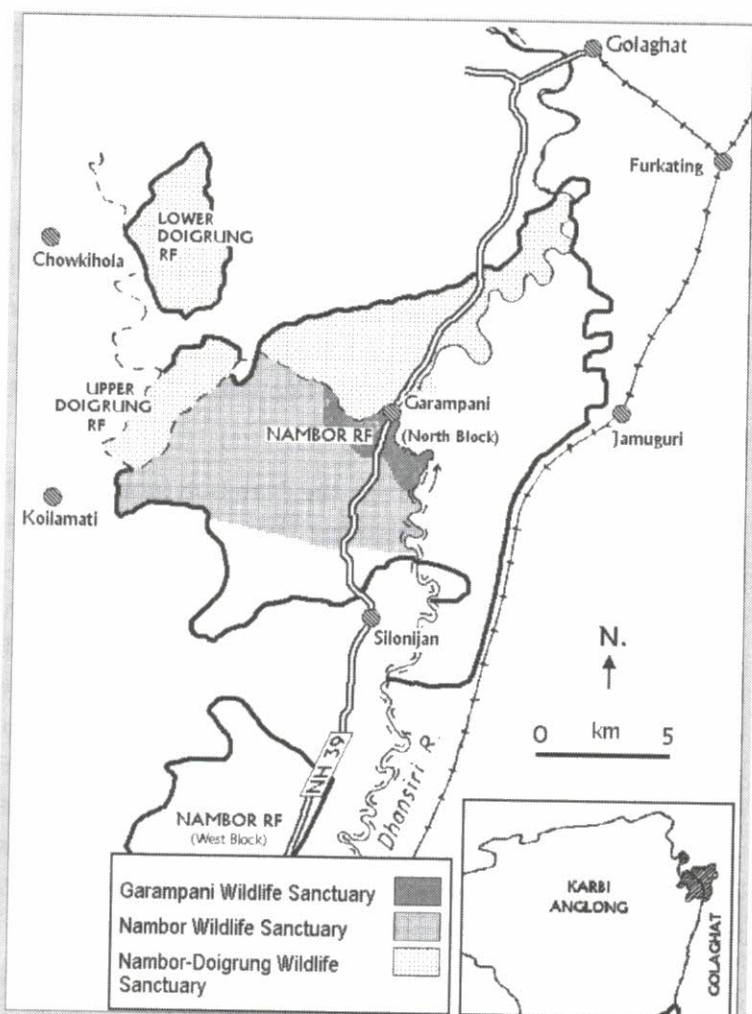 Golaghat
Furkating
LOWER
DOIGRUNG
RF
Chowkihola
UPPER
DOIGRUNG
RF
Garampani
NAMBOR RF
(North Block)
Jamuguri
Koilamati
Silonijan
N.
0 km 5
NH 39
Dhansiri R.
NAMBOR RF
(West Block)
Garampani Wildlife Sanctuary
Nambor Wildlife Sanctuary
Nambor-Doigrung Wildlife
Sanctuary
KARBI
ANGLONG
GOLAGHAT